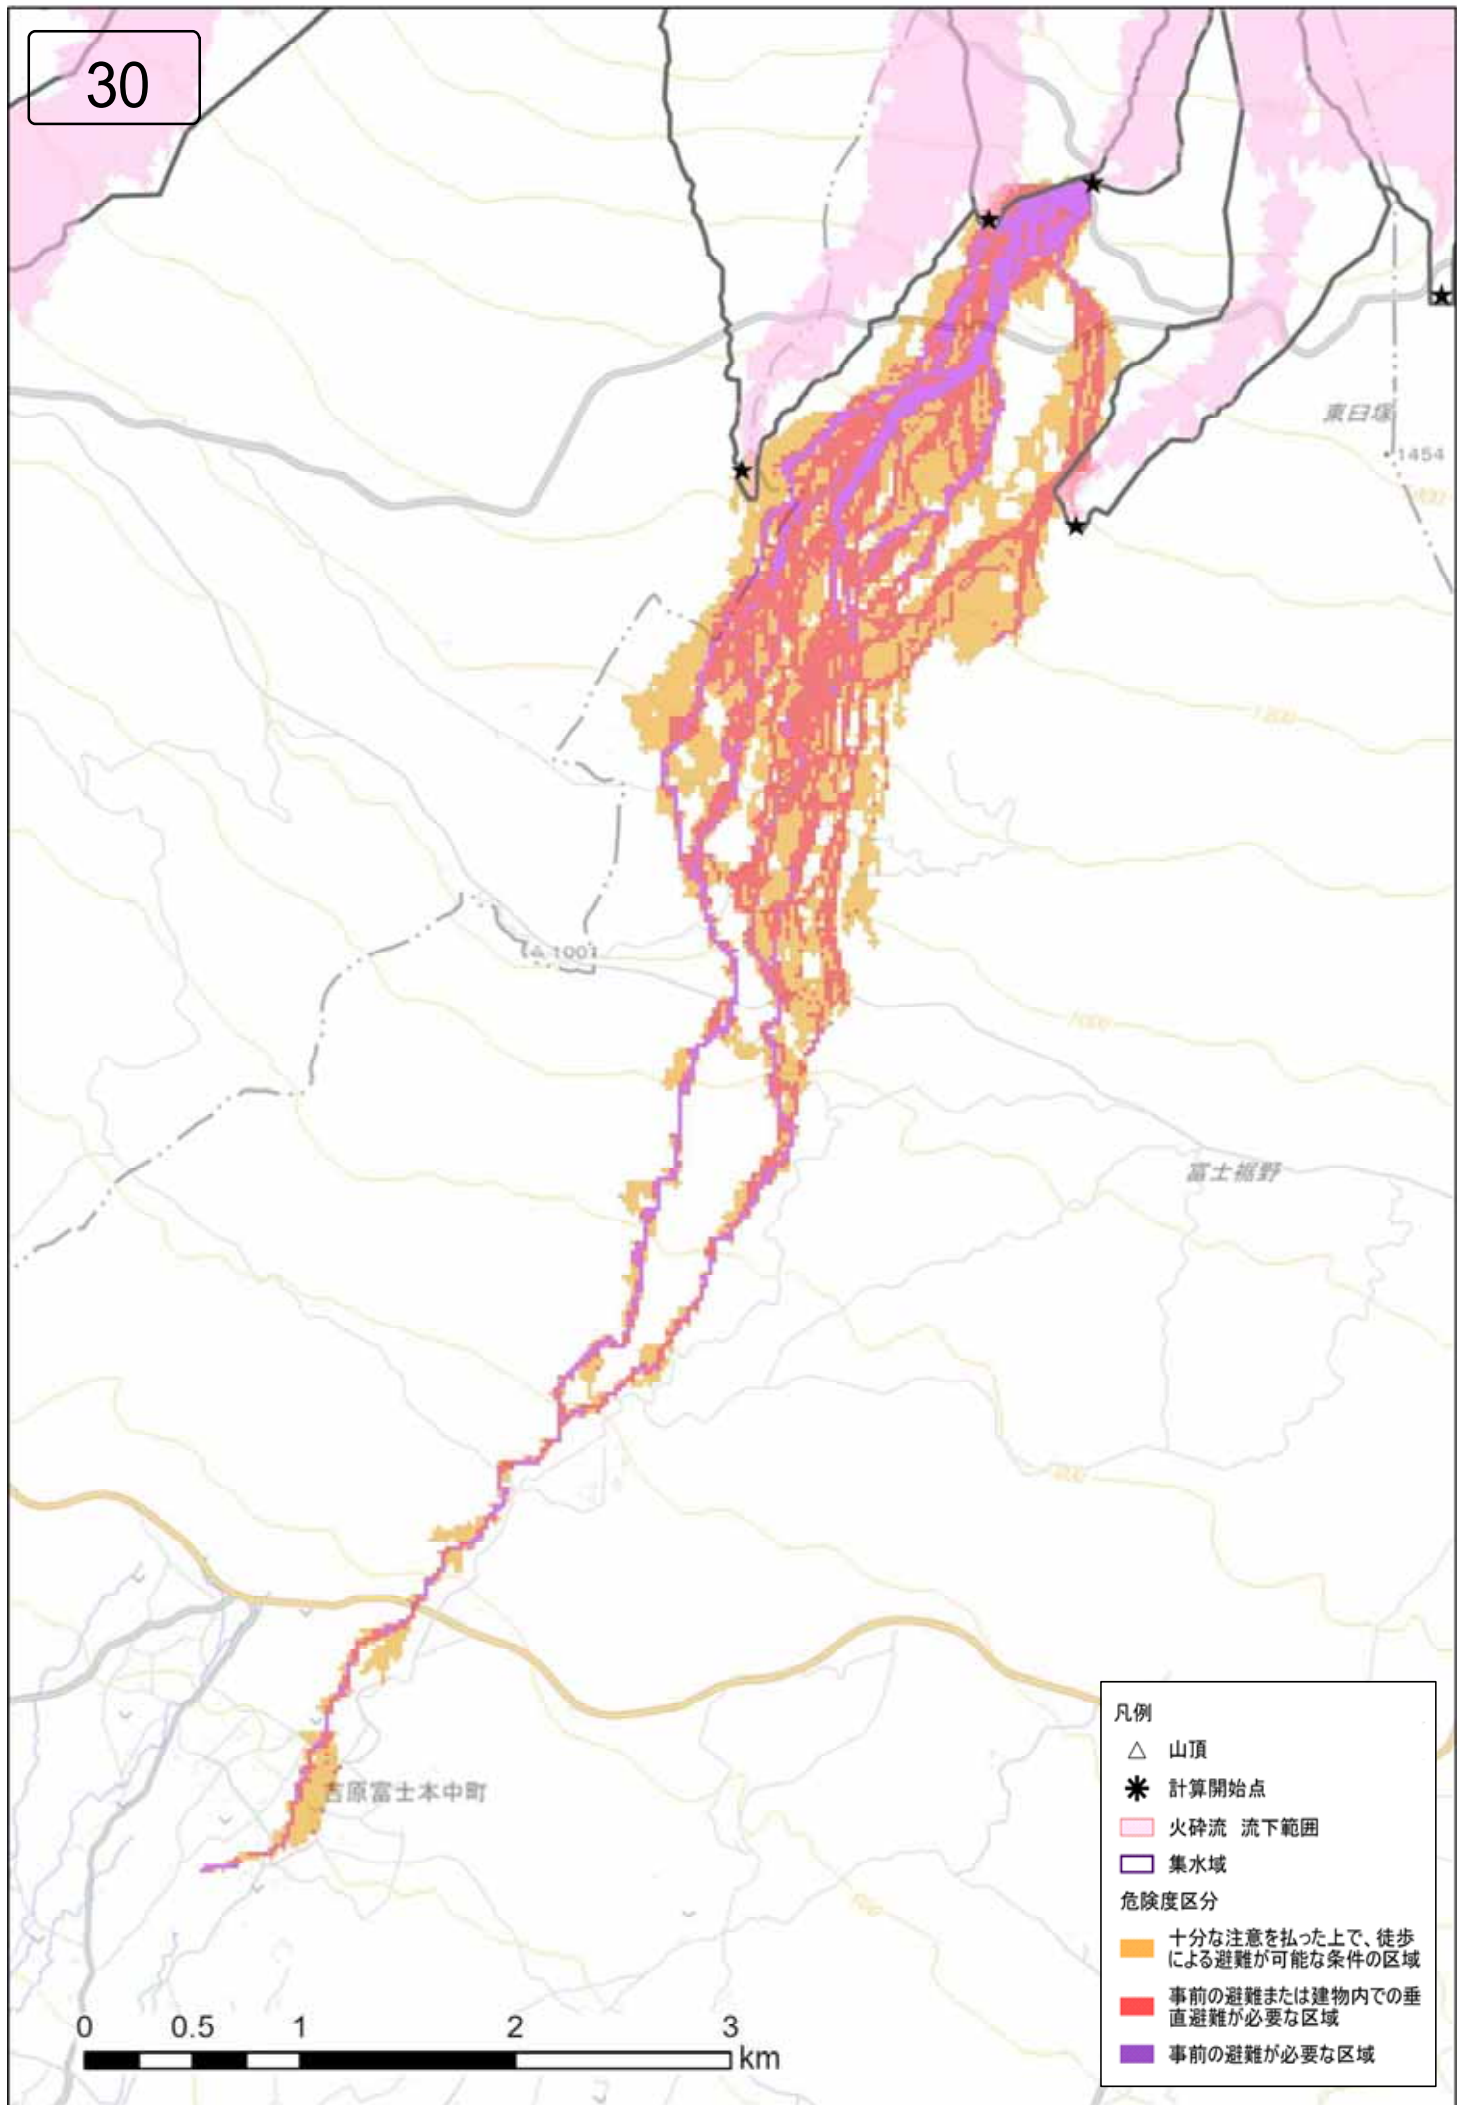 30
東臼塚
1454
1200
1001
1000
富士裾野
800
吉原富士本中町
凡例
山頂
計算開始点
火砕流 流下範囲
集水域
危険度区分
十分な注意を払った上で、徒歩
による避難が可能な条件の区域
事前の避難または建物内での垂
直避難が必要な区域
事前の避難が必要な区域
0 0.5 1 2 3
km